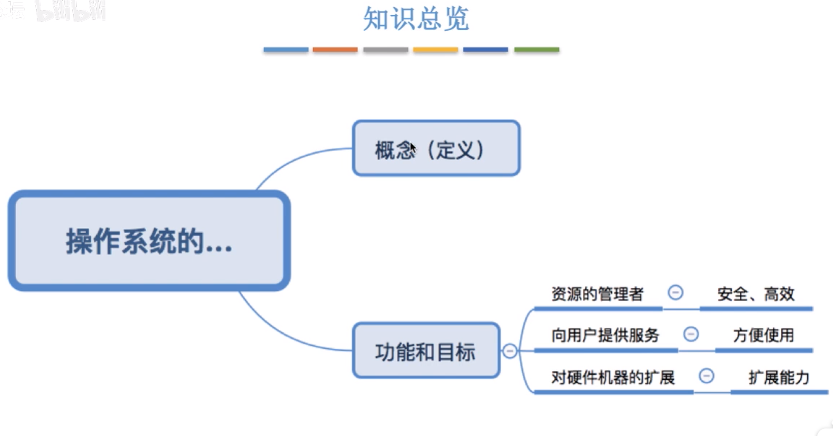 知识总览
概念（定义）
操作系统的...
资源的管理者
安全、高效
向用户提供服务
方便使用
功能和目标
对硬件机器的扩展
扩展能力